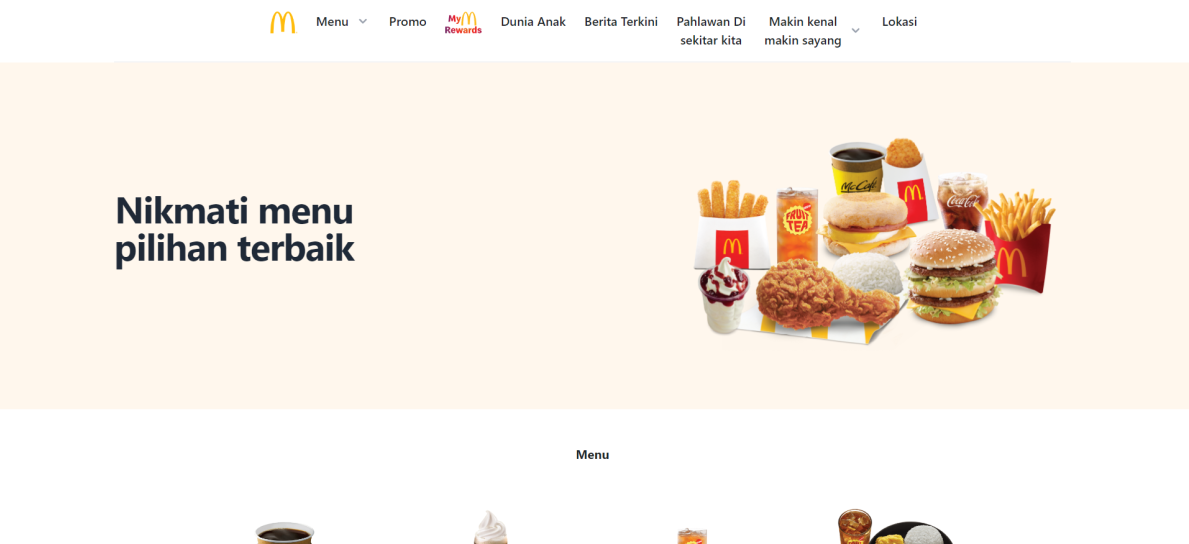 Menu
Promo
My
Rewards
Dunia Anak
Berita Terkini
Pahlawan Di
sekitar kita
Makin kenal
makin sayang
Lokasi
Nikmati menu
pilihan terbaik
McCafé
FRUIT
TEA
Coca-Cola
Menu